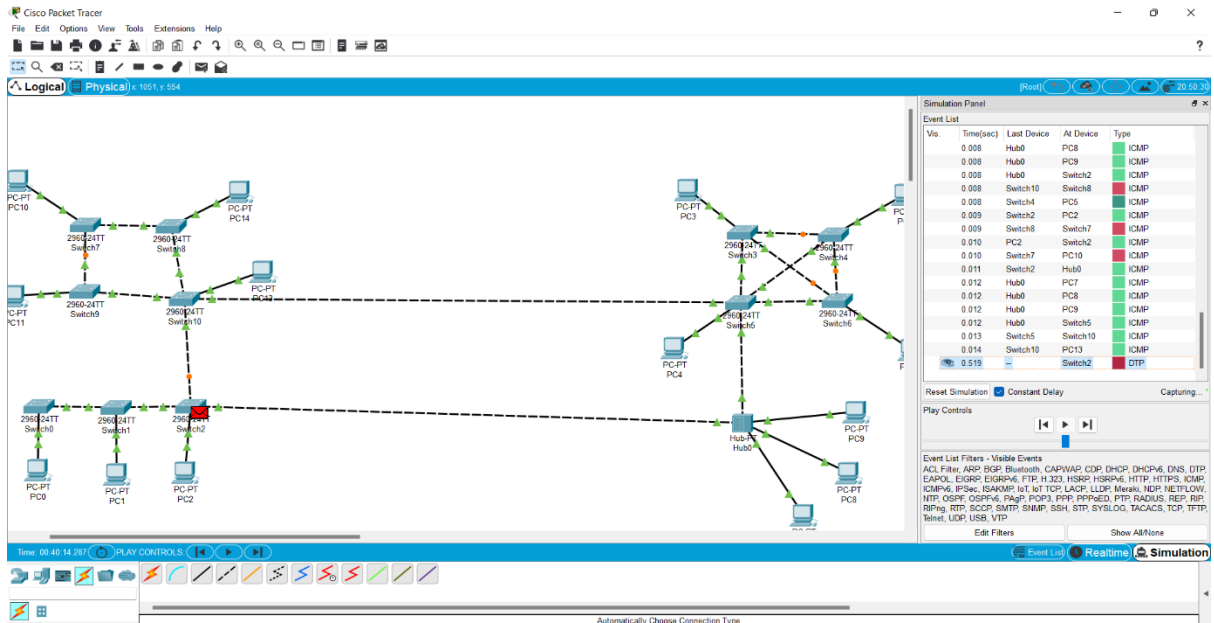 Cisco Packet Tracer
File Edit Options View Tools Extensions Help
?
Logical Physical x: 1051, y: 554 [Root] 20:50:30
Simulation Panel
Event List
Vis. Time(sec) Last Device At Device Type
0.008 Hub0 PC8 ICMP
0.008 Hub0 PC9 ICMP
0.008 Hub0 Switch2 ICMP
0.008 Switch10 Switch8 ICMP
0.008 Switch4 PC5 ICMP
0.009 Switch2 PC2 ICMP
0.009 Switch8 Switch7 ICMP
0.010 PC2 Switch2 ICMP
0.010 Switch7 PC10 ICMP
0.011 Switch2 Hub0 ICMP
0.012 Hub0 PC7 ICMP
0.012 Hub0 PC8 ICMP
0.012 Hub0 PC9 ICMP
0.012 Hub0 Switch5 ICMP
0.013 Switch5 Switch10 ICMP
0.014 Switch10 PC13 ICMP
0.519 -- Switch2 DTP
Reset Simulation Constant Delay Capturing...
Play Controls
Event List Filters - Visible Events
ACL Filter, ARP, BGP, Bluetooth, CAPWAP, CDP, DHCP, DHCPv6, DNS, DTP,
EAPOL, EIGRP, EIGRPv6, FTP, H.323, HSRP, HSRPv6, HTTP, HTTPS, ICMP,
ICMPv6, IPSec, ISAKMP, IoT, IoT TCP, LACP, LLDP, Meraki, NDP, NETFLOW,
NTP, OSPF, OSPFv6, PAgP, POP3, PPP, PPPoED, PTP, RADIUS, REP, RIP,
RIPng, RTP, SCCP, SMTP, SNMP, SSH, STP, SYSLOG, TACACS, TCP, TFTP,
Telnet, UDP, USB, VTP
Edit Filters Show All/None
PC-PT
PC10
PC-PT
PC14
2960-24TT
Switch7
2960-24TT
Switch8
PC-PT
PC13
PC-PT
PC11
2960-24TT
Switch9
2960-24TT
Switch10
2960-24TT
Switch0
2960-24TT
Switch1
2960-24TT
Switch2
PC-PT
PC0
PC-PT
PC1
PC-PT
PC2
PC-PT
PC3
PC
2960-24TT
Switch3
2960-24TT
Switch4
2960-24TT
Switch5
2960-24TT
Switch6
PC-PT
PC4
Hub-PT
Hub0
PC-PT
PC9
PC-PT
PC8
PC-PT
Time: 00:40:14.287 PLAY CONTROLS: Event List Realtime Simulation
Automatically Choose Connection Type